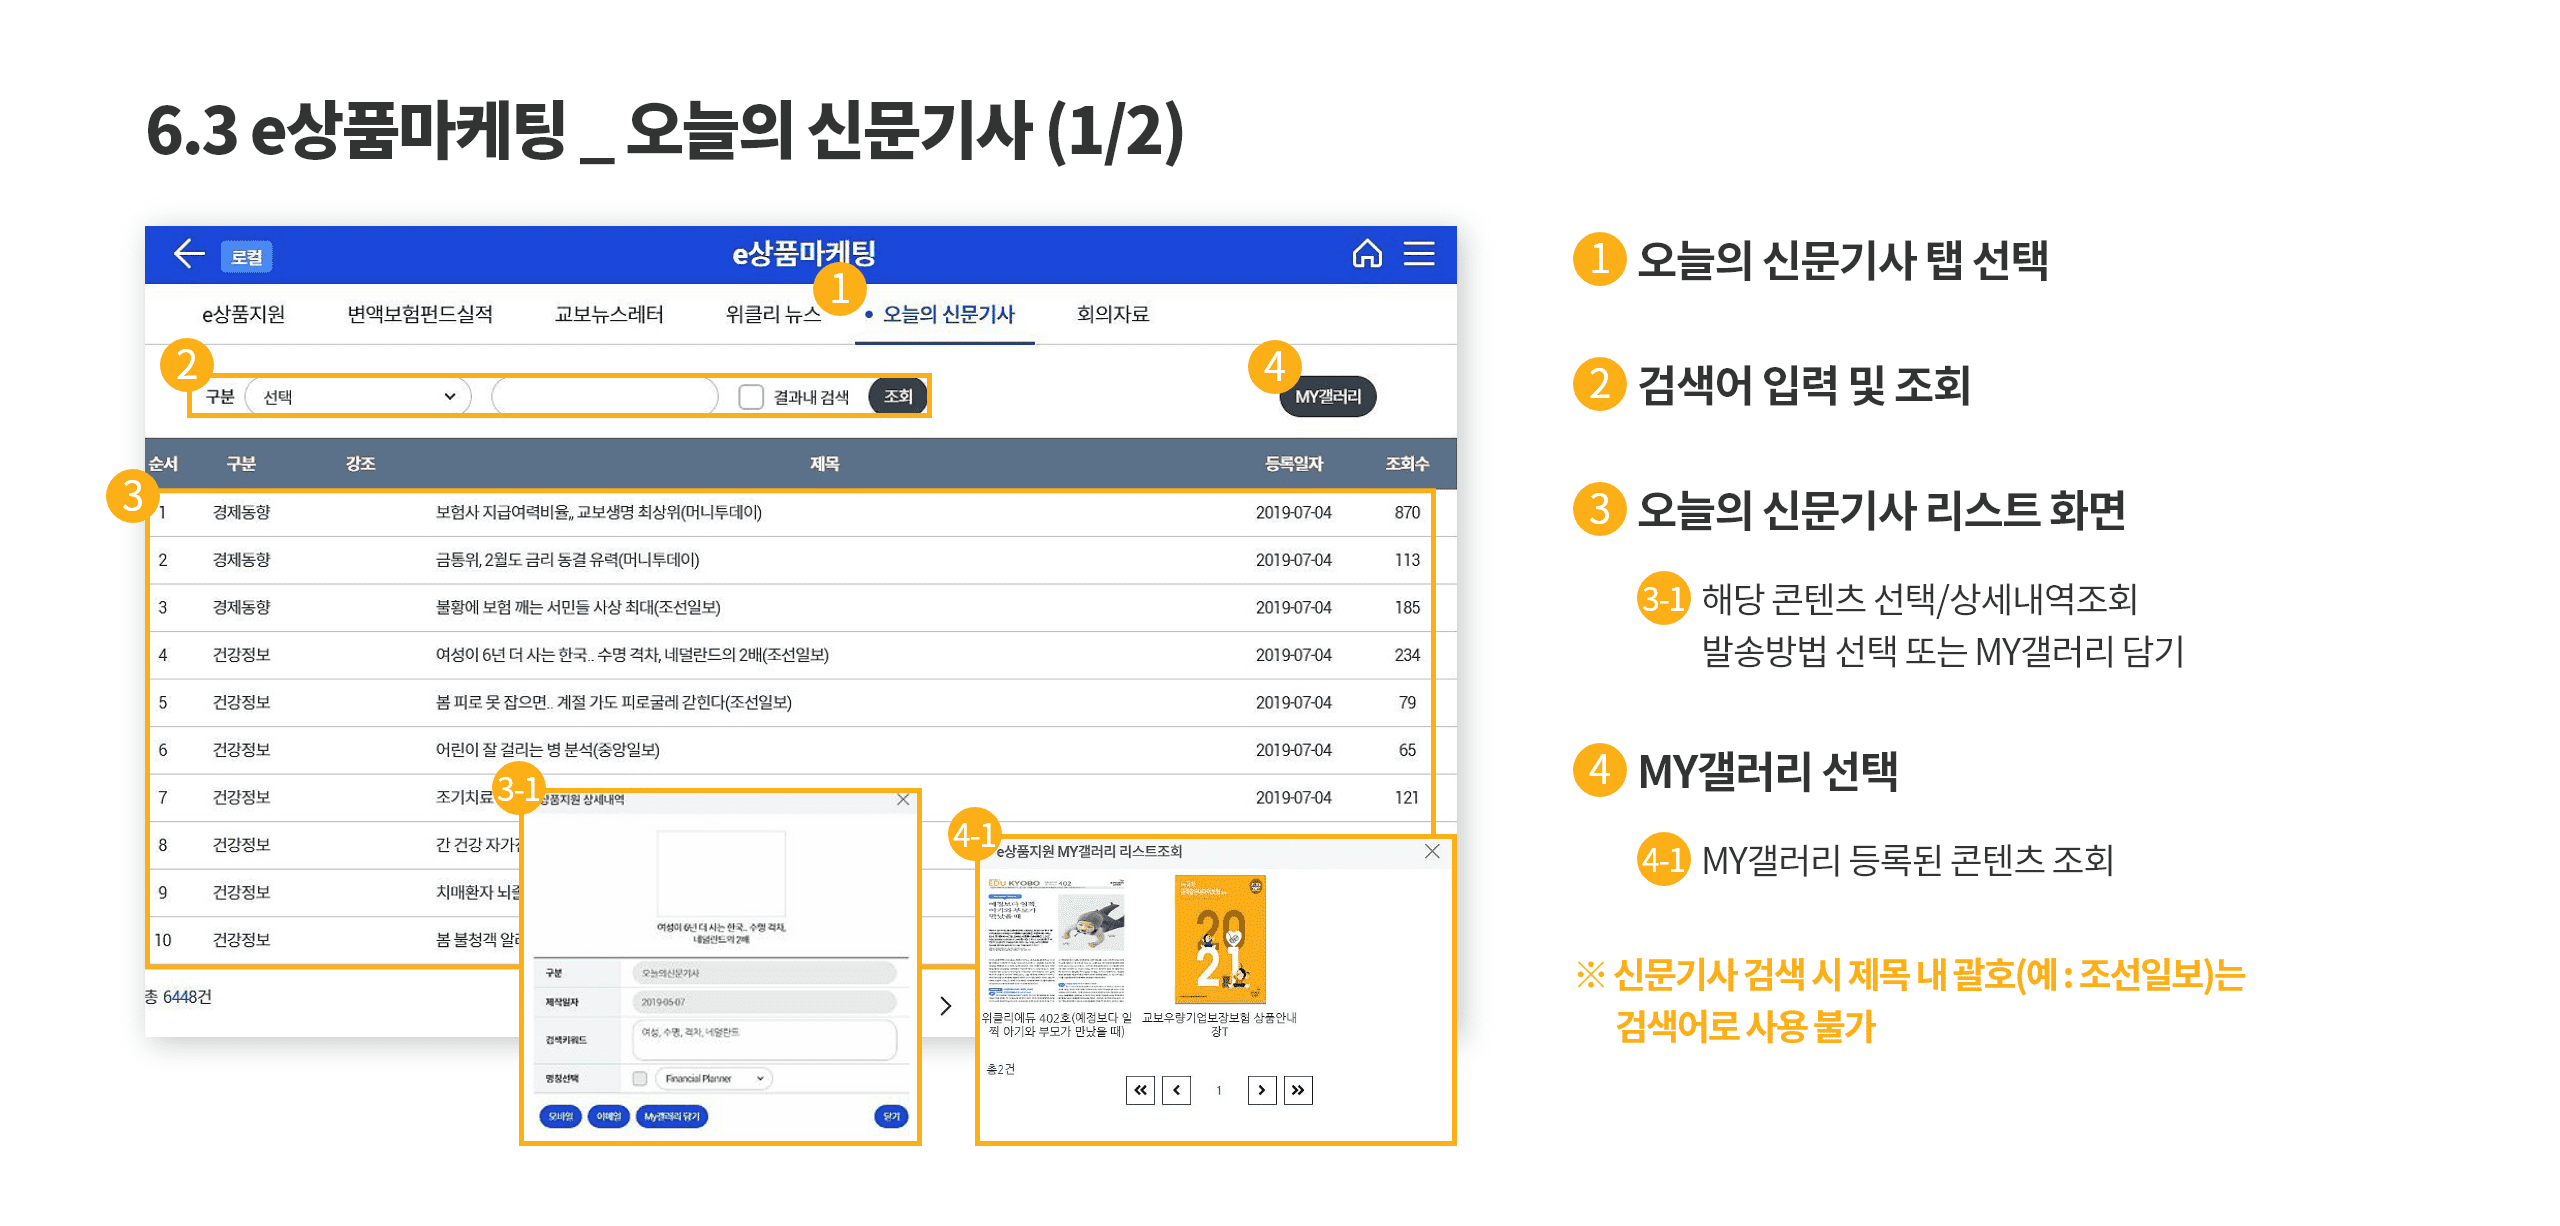 6.3 e상품마케팅 _ 오늘의 신문기사 (1/2)
로컬
e상품마케팅
1
e상품지원 변액보험펀드실적 교보뉴스레터 위클리 뉴스 • 오늘의 신문기사 회의자료
2
구분 선택 결과내 검색 조회
4
MY갤러리
순서 구분 강조 제목 등록일자 조회수
3
1 경제동향 보험사 지급여력비율,, 교보생명 최상위(머니투데이) 2019-07-04 870
2 경제동향 금통위, 2월도 금리 동결 유력(머니투데이) 2019-07-04 113
3 경제동향 불황에 보험 깨는 서민들 사상 최대(조선일보) 2019-07-04 185
4 건강정보 여성이 6년 더 사는 한국.. 수명 격차, 네덜란드의 2배(조선일보) 2019-07-04 234
5 건강정보 봄 피로 못 잡으면.. 계절 가도 피로굴레 갇힌다(조선일보) 2019-07-04 79
6 건강정보 어린이 잘 걸리는 병 분석(중앙일보) 2019-07-04 65
7 건강정보 조기치료 2019-07-04 121
8 건강정보 간 건강 자가
9 건강정보 치매환자 뇌졸
10 건강정보 봄 불청객 알
총 6448건
3-1
상품지원 상세내역
여성이 6년 더 사는 한국.. 수명 격차,
네덜란드의 2배
구분 오늘의신문기사
제작일자 2019-05-07
검색키워드 여성, 수명, 격차, 네덜란드
명칭선택 Financial Planner
모바일 이메일 My갤러리 담기 닫기
4-1
e상품지원 MY갤러리 리스트조회
EDU KYOBO 402
예정보다 일찍,
아기와 부모가
만났을 때
20
21
위클리에듀 402호(예정보다 일
찍 아기와 부모가 만났을 때)
교보우량기업보장보험 상품안내
장T
총2건
1
1 오늘의 신문기사 탭 선택
2 검색어 입력 및 조회
3 오늘의 신문기사 리스트 화면
3-1 해당 콘텐츠 선택/상세내역조회
발송방법 선택 또는 MY갤러리 담기
4 MY갤러리 선택
4-1 MY갤러리 등록된 콘텐츠 조회
※ 신문기사 검색 시 제목 내 괄호(예 : 조선일보)는
검색어로 사용 불가